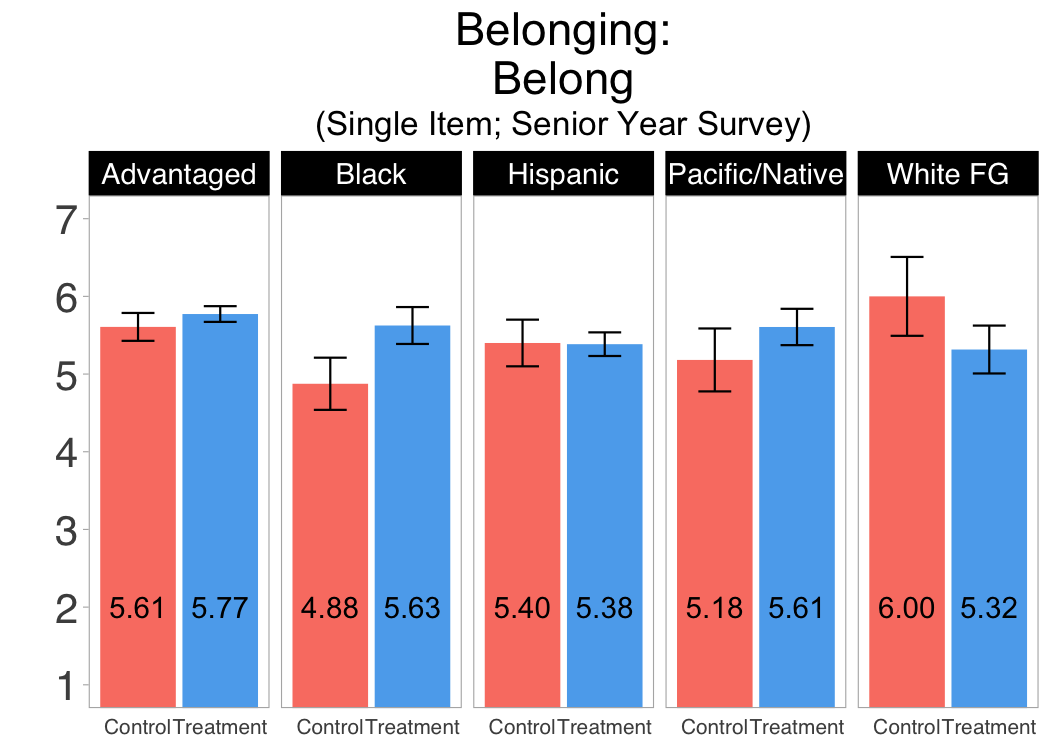 Belonging:
Belong
(Single Item; Senior Year Survey)
Advantaged Black Hispanic Pacific/Native White FG
7
6
5
4
3
2
1
5.61 5.77 4.88 5.63 5.40 5.38 5.18 5.61 6.00 5.32
Control Treatment Control Treatment Control Treatment Control Treatment Control Treatment